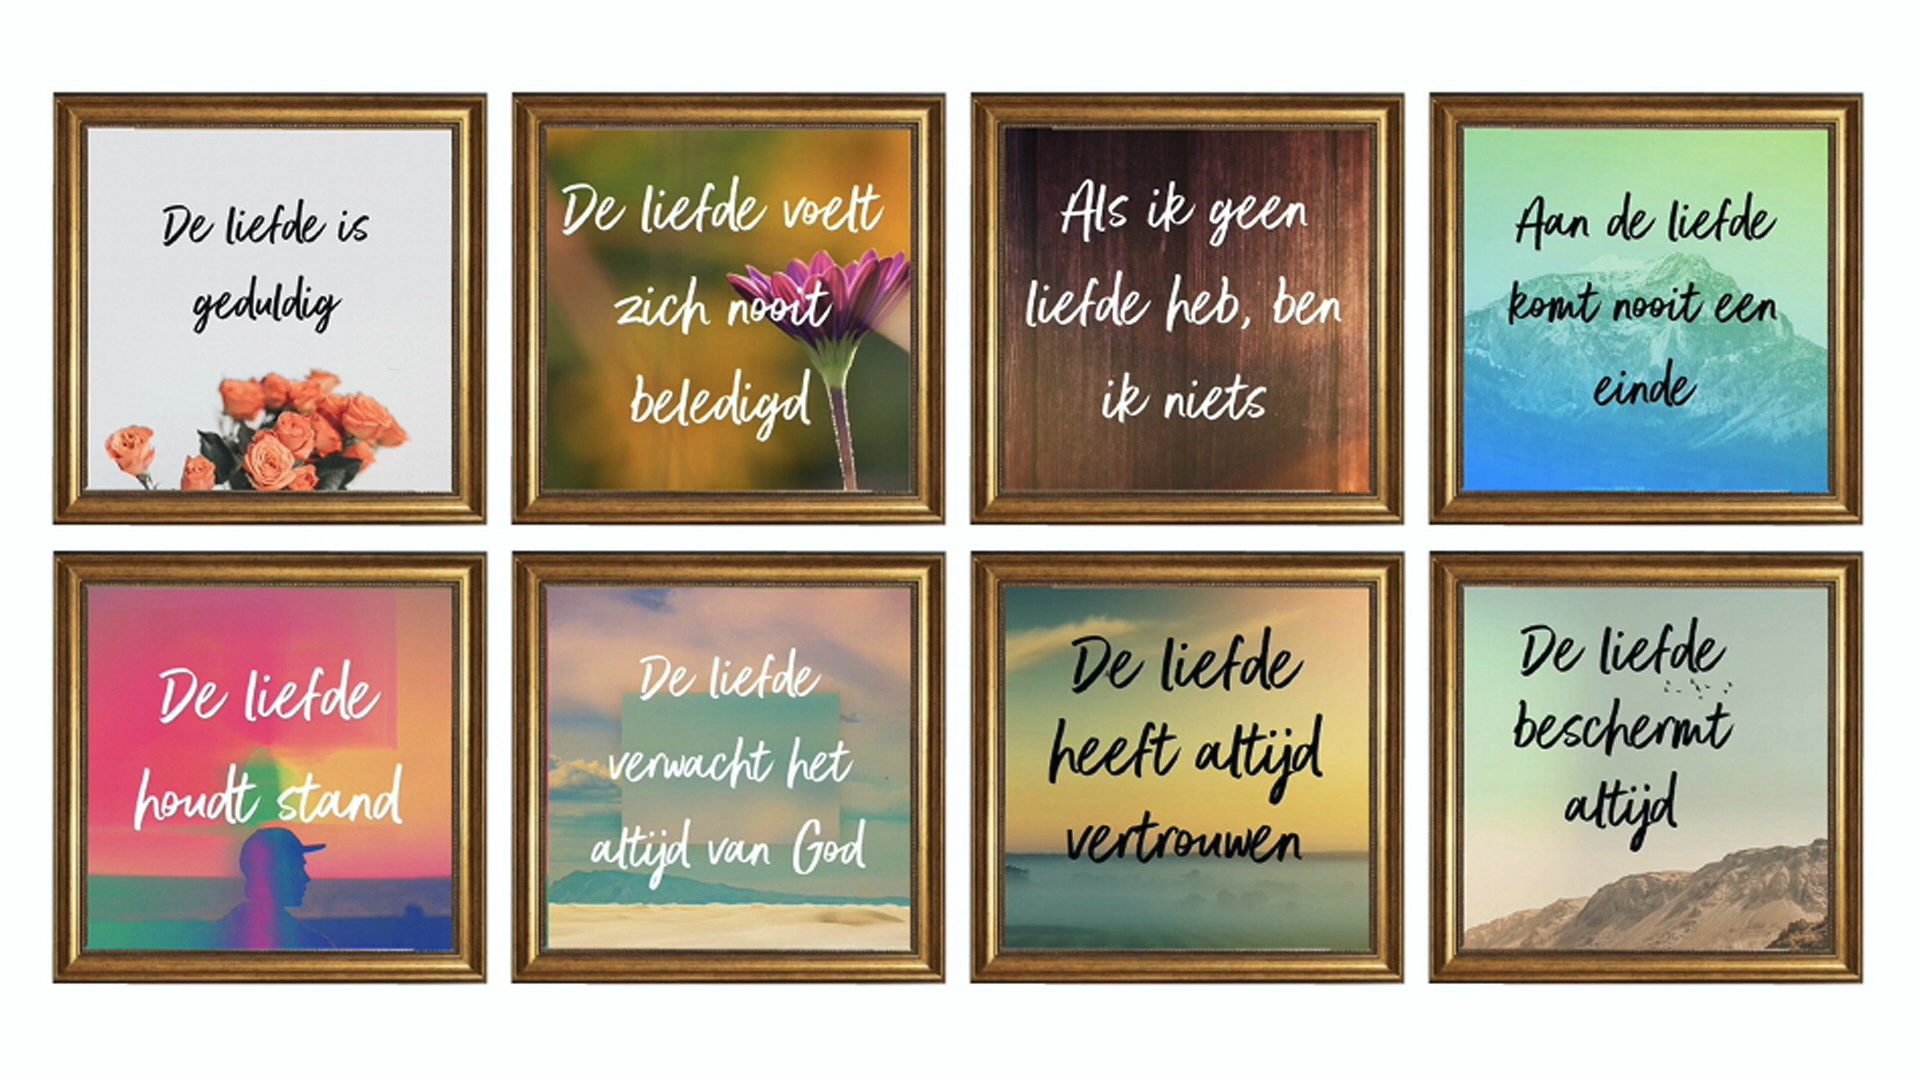 De liefde is
geduldig
De liefde voelt
zich nooit
beledigd
Als ik geen
liefde heb, ben
ik niets
Aan de liefde
komt nooit een
einde
De liefde
houdt stand
De liefde
verwacht het
altijd van God
De liefde
heeft altijd
vertrouwen
De liefde
beschermt
altijd